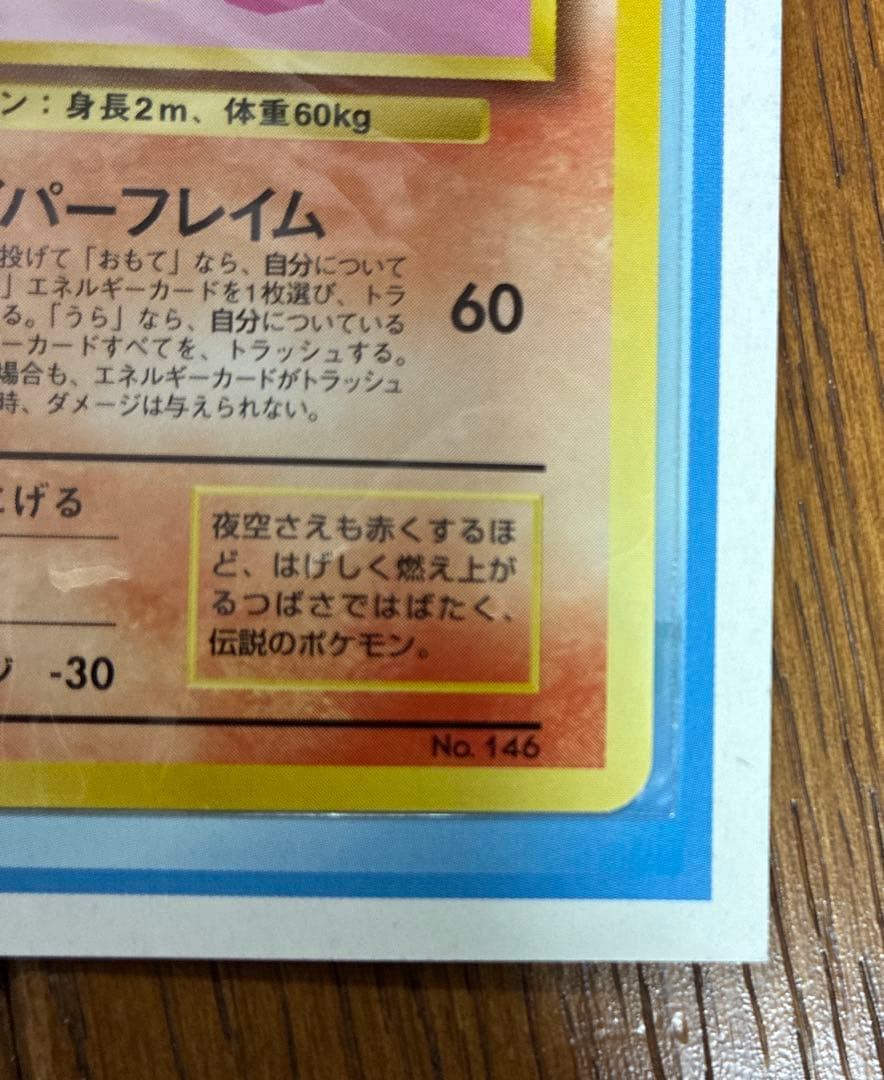 ン：身長2m、体重60kg
パーフレイム
投げて「おもて」なら、自分について
」エネルギーカードを1枚選び、トラ
る。「うら」なら、自分についている
ーカードすべてを、トラッシュする。
場合も、エネルギーカードがトラッシュ
時、ダメージは与えられない。
60
げる
夜空さえも赤くするほ
ど、はげしく燃え上が
るつばさではばたく、
伝説のポケモン。
-30
No. 146